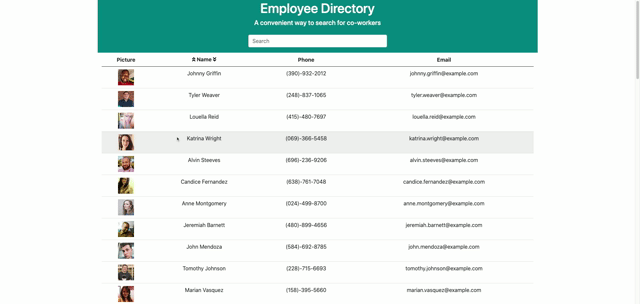 Employee Directory
A convenient way to search for co-workers
Search
Picture Name Phone Email
Johnny Griffin (390)-932-2012 johnny.griffin@example.com
Tyler Weaver (248)-837-1065 tyler.weaver@example.com
Louella Reid (415)-480-7697 louella.reid@example.com
Katrina Wright (069)-366-5458 katrina.wright@example.com
Alvin Steeves (696)-236-9206 alvin.steeves@example.com
Candice Fernandez (638)-761-7048 candice.fernandez@example.com
Anne Montgomery (024)-499-8700 anne.montgomery@example.com
Jeremiah Barnett (480)-899-4656 jeremiah.barnett@example.com
John Mendoza (584)-692-8785 john.mendoza@example.com
Tomothy Johnson (228)-715-6693 tomothy.johnson@example.com
Marian Vasquez (158)-395-5660 marian.vasquez@example.com